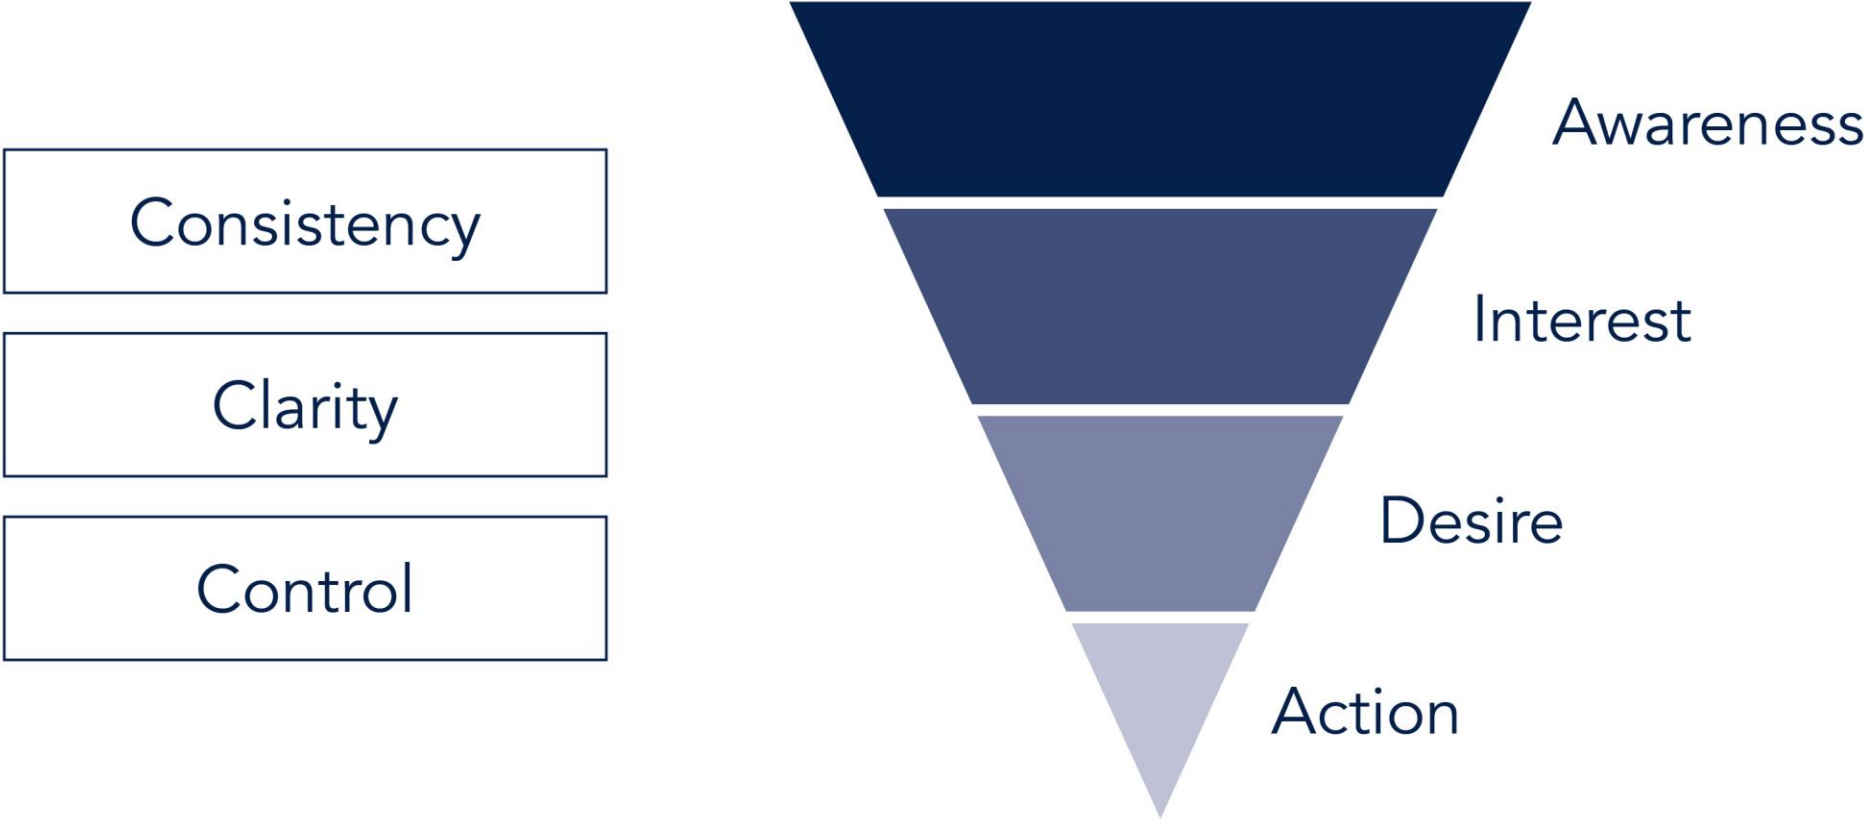 Consistency
Clarity
Control
Awareness
Interest
Desire
Action